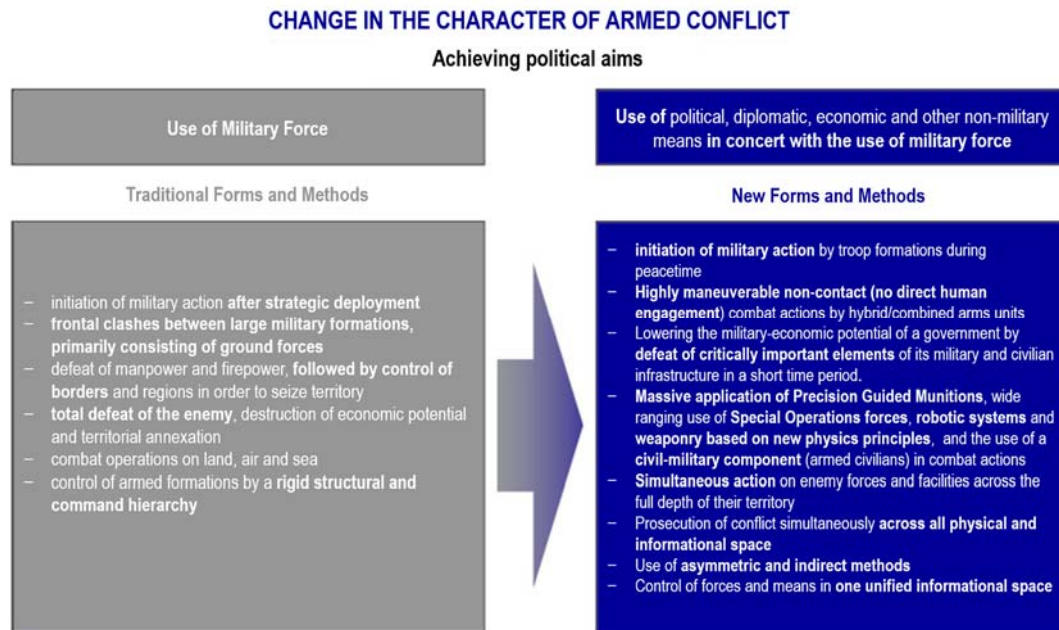 CHANGE IN THE CHARACTER OF ARMED CONFLICT
Achieving political aims
Use of Military Force
Traditional Forms and Methods
– initiation of military action after strategic deployment
– frontal clashes between large military formations,
primarily consisting of ground forces
– defeat of manpower and firepower, followed by control of
borders and regions in order to seize territory
– total defeat of the enemy, destruction of economic potential
and territorial annexation
– combat operations on land, air and sea
– control of armed formations by a rigid structural and
command hierarchy
Use of political, diplomatic, economic and other non-military
means in concert with the use of military force
New Forms and Methods
– initiation of military action by troop formations during
peacetime
– Highly maneuverable non-contact (no direct human
engagement) combat actions by hybrid/combined arms units
– Lowering the military-economic potential of a government by
defeat of critically important elements of its military and civilian
infrastructure in a short time period.
– Massive application of Precision Guided Munitions, wide
ranging use of Special Operations forces, robotic systems and
weaponry based on new physics principles, and the use of a
civil-military component (armed civilians) in combat actions
– Simultaneous action on enemy forces and facilities across the
full depth of their territory
– Prosecution of conflict simultaneously across all physical and
informational space
– Use of asymmetric and indirect methods
– Control of forces and means in one unified informational space